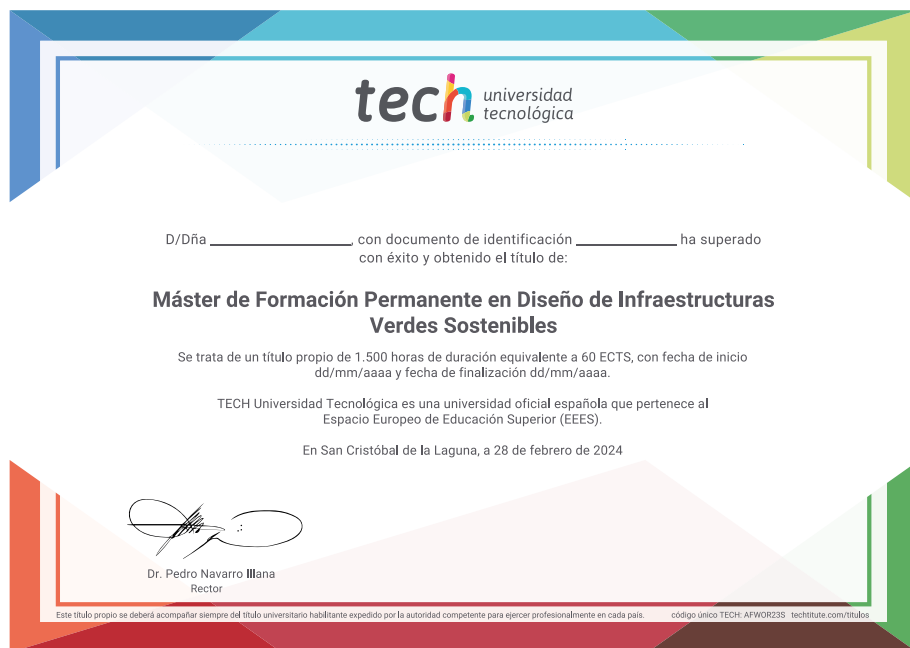 tech universidad
tecnológica
D/Dña ______________, con documento de identificación ____________ ha superado
con éxito y obtenido el título de:
Máster de Formación Permanente en Diseño de Infraestructuras
Verdes Sostenibles
Se trata de un título propio de 1.500 horas de duración equivalente a 60 ECTS, con fecha de inicio
dd/mm/aaaa y fecha de finalización dd/mm/aaaa.
TECH Universidad Tecnológica es una universidad oficial española que pertenece al
Espacio Europeo de Educación Superior (EEES).
En San Cristóbal de la Laguna, a 28 de febrero de 2024
Dr. Pedro Navarro Illana
Rector
Este título propio se deberá acompañar siempre del título universitario habilitante expedido por la autoridad competente para ejercer profesionalmente en cada país. código único TECH: AFWOR23S techtitute.com/titulos